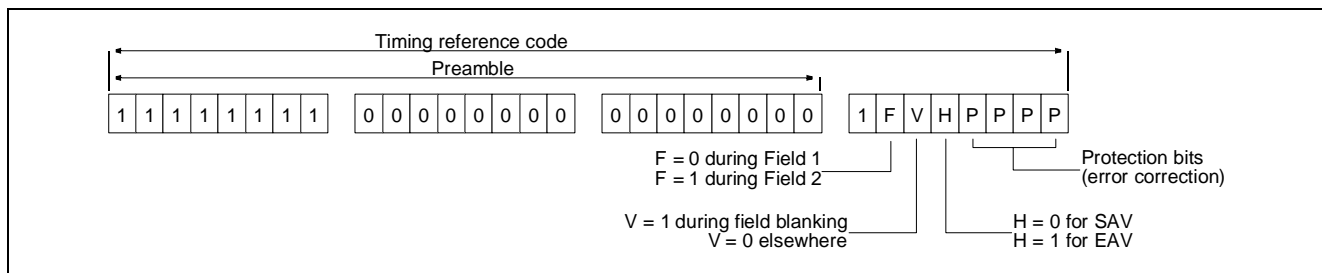 Timing reference code
Preamble
1 1 1 1 1 1 1 1 0 0 0 0 0 0 0 0 0 0 0 0 0 0 0 0 1 F V H P P P P
F = 0 during Field 1
F = 1 during Field 2
Protection bits
(error correction)
V = 1 during field blanking
V = 0 elsewhere
H = 0 for SAV
H = 1 for EAV